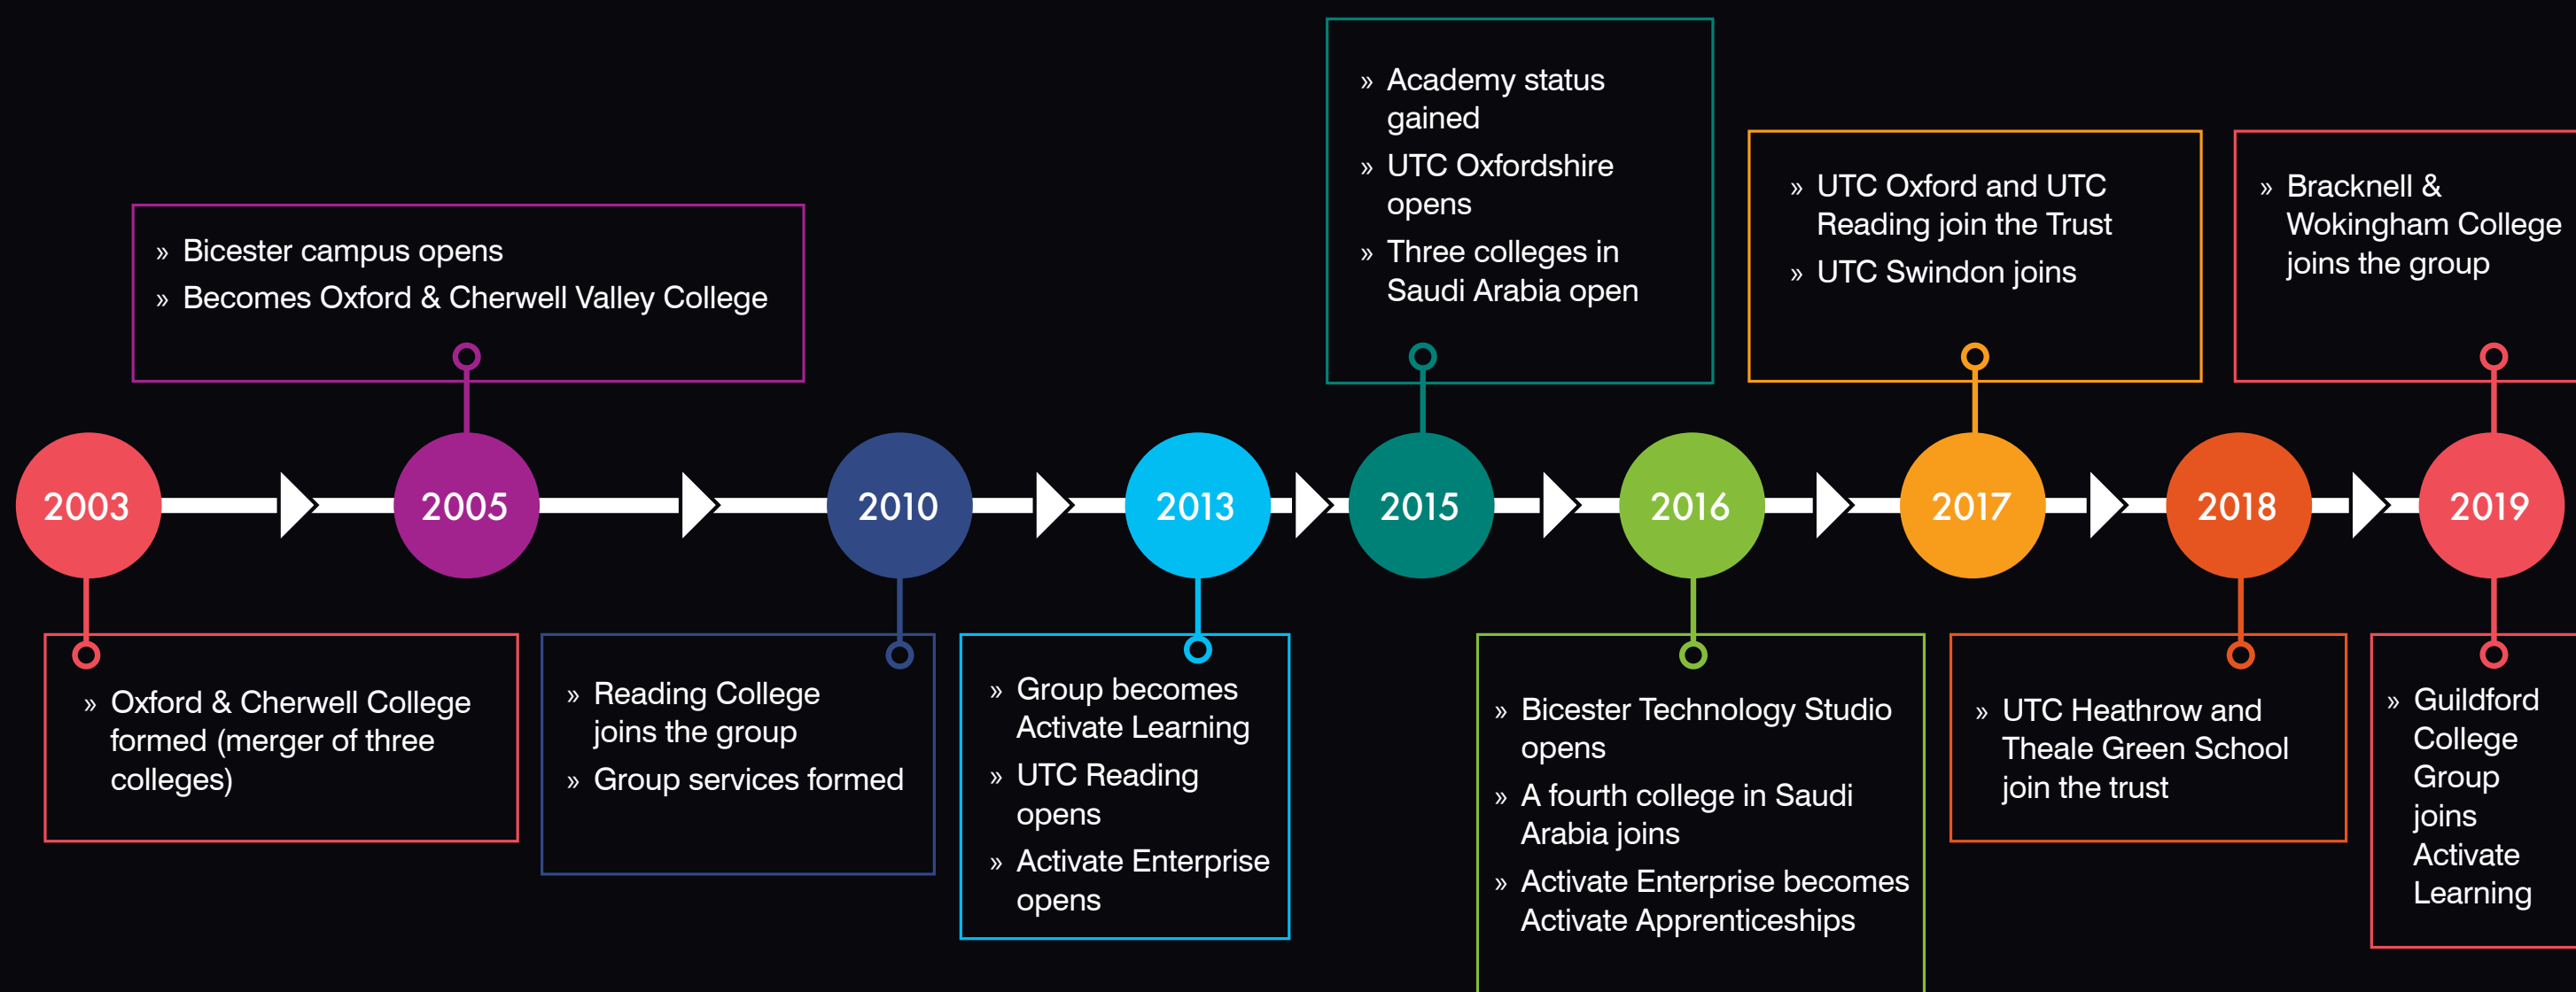 2003
» Oxford & Cherwell College
formed (merger of three
colleges)
» Bicester campus opens
» Becomes Oxford & Cherwell Valley College
2005
2010
» Reading College
joins the group
» Group services formed
2013
» Group becomes
Activate Learning
» UTC Reading
opens
» Activate Enterprise
opens
» Academy status
gained
» UTC Oxfordshire
opens
» Three colleges in
Saudi Arabia open
2015
2016
» Bicester Technology Studio
opens
» A fourth college in Saudi
Arabia joins
» Activate Enterprise becomes
Activate Apprenticeships
» UTC Oxford and UTC
Reading join the Trust
» UTC Swindon joins
2017
2018
» UTC Heathrow and
Theale Green School
join the trust
» Bracknell &
Wokingham College
joins the group
2019
» Guildford
College
Group
joins
Activate
Learning